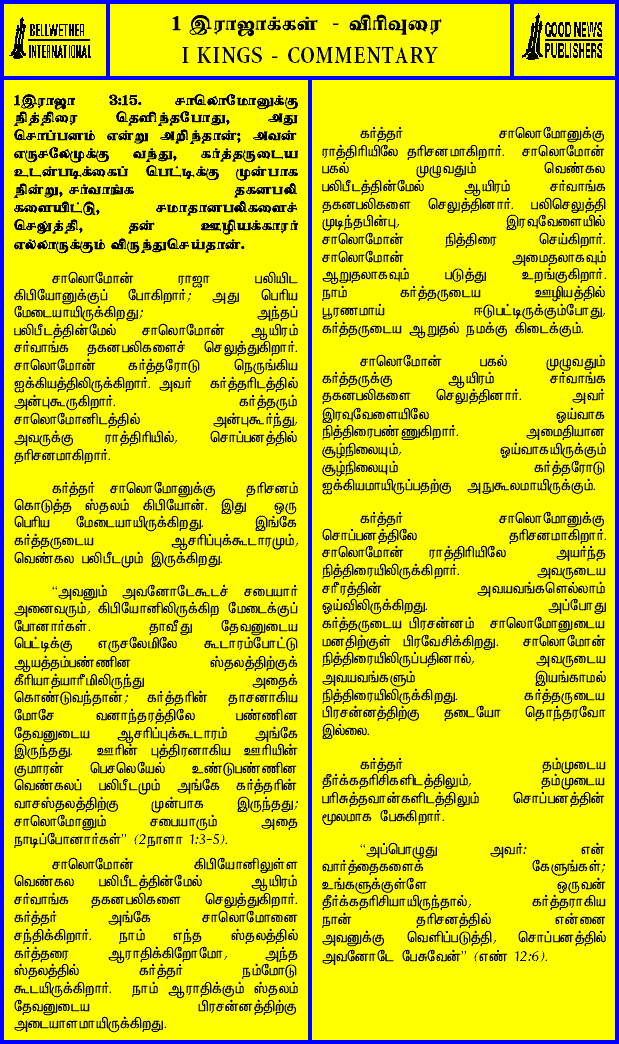 BELLWETHER
INTERNATIONAL
1 இராஜாக்கள் - விரிவுரை
I KINGS - COMMENTARY
GOOD NEWS
PUBLISHERS
1இராஜா 3:15. சாலொமோனுக்கு
நித்திரை தெளிந்தபோது, அது
சொப்பனம் என்று அறிந்தான்; அவன்
எருசலேமுக்கு வந்து, கர்த்தருடைய
உடன்படிக்கைப் பெட்டிக்கு முன்பாக
நின்று, சர்வாங்க தகனபலி
களையிட்டு, சமாதானபலிகளைச்
செலுத்தி, தன் ஊழியக்காரர்
எல்லாருக்கும் விருந்துசெய்தான்.
சாலொமோன் ராஜா பலியிட
கிபியோனுக்குப் போகிறார்; அது பெரிய
மேடையாயிருக்கிறது; அந்தப்
பலிபீடத்தின்மேல் சாலொமோன் ஆயிரம்
சர்வாங்க தகனபலிகளைச் செலுத்துகிறார்.
சாலொமோன் கர்த்தரோடு நெருங்கிய
ஐக்கியத்திலிருக்கிறார். அவர் கர்த்தரிடத்தில்
அன்புகூருகிறார். கர்த்தரும்
சாலொமோனிடத்தில் அன்புகூர்ந்து,
அவருக்கு ராத்திரியில், சொப்பனத்தில்
தரிசனமாகிறார்.
கர்த்தர் சாலொமோனுக்கு தரிசனம்
கொடுத்த ஸ்தலம் கிபியோன். இது ஒரு
பெரிய மேடையாயிருக்கிறது. இங்கே
கர்த்தருடைய ஆசரிப்புக்கூடாரமும்,
வெண்கல பலிபீடமும் இருக்கிறது.
“அவனும் அவனோடேகூடச் சபையார்
அனைவரும், கிபியோனிலிருக்கிற மேடைக்குப்
போனார்கள். தாவீது தேவனுடைய
பெட்டிக்கு எருசலேமிலே கூடாரம்போட்டு
ஆயத்தம்பண்ணின ஸ்தலத்திற்குக்
கீரியாத்யாரீமிலிருந்து அதைக்
கொண்டுவந்தான்; கர்த்தரின் தாசனாகிய
மோசே வனாந்தரத்திலே பண்ணின
தேவனுடைய ஆசரிப்புக்கூடாரம் அங்கே
இருந்தது. ஊரின் புத்திரனாகிய ஊரியின்
குமாரன் பெசலெயேல் உண்டுபண்ணின
வெண்கலப் பலிபீடமும் அங்கே கர்த்தரின்
வாசஸ்தலத்திற்கு முன்பாக இருந்தது;
சாலொமோனும் சபையாரும் அதை
நாடிப்போனார்கள்” (2நாளா 1:3-5).
சாலொமோன் கிபியோனிலுள்ள
வெண்கல பலிபீடத்தின்மேல் ஆயிரம்
சர்வாங்க தகனபலிகளை செலுத்துகிறார்.
கர்த்தர் அங்கே சாலொமோனை
சந்திக்கிறார். நாம் எந்த ஸ்தலத்தில்
கர்த்தரை ஆராதிக்கிறோமோ, அந்த
ஸ்தலத்தில் கர்த்தர் நம்மோடு
கூடயிருக்கிறார். நாம் ஆராதிக்கும் ஸ்தலம்
தேவனுடைய பிரசன்னத்திற்கு
அடையாளமாயிருக்கிறது.
கர்த்தர் சாலொமோனுக்கு
ராத்திரியிலே தரிசனமாகிறார். சாலொமோன்
பகல் முழுவதும் வெண்கல
பலிபீடத்தின்மேல் ஆயிரம் சர்வாங்க
தகனபலிகளை செலுத்தினார். பலிசெலுத்தி
முடிந்தபின்பு, இரவுவேளையில்
சாலொமோன் நித்திரை செய்கிறார்.
சாலொமோன் அமைதலாகவும்
ஆறுதலாகவும் படுத்து உறங்குகிறார்.
நாம் கர்த்தருடைய ஊழியத்தில்
பூரணமாய் ஈடுபட்டிருக்கும்போது,
கர்த்தருடைய ஆறுதல் நமக்கு கிடைக்கும்.
சாலொமோன் பகல் முழுவதும்
கர்த்தருக்கு ஆயிரம் சர்வாங்க
தகனபலிகளை செலுத்தினார். அவர்
இரவுவேளையிலே ஓய்வாக
நித்திரைபண்ணுகிறார். அமைதியான
சூழ்நிலையும், ஓய்வாகயிருக்கும்
சூழ்நிலையும் கர்த்தரோடு
ஐக்கியமாயிருப்பதற்கு அநுகூலமாயிருக்கும்.
கர்த்தர் சாலொமோனுக்கு
சொப்பனத்திலே தரிசனமாகிறார்.
சாலொமோன் ராத்திரியிலே அயர்ந்த
நித்திரையிலிருக்கிறார். அவருடைய
சரீரத்தின் அவயவங்களெல்லாம்
ஓய்விலிருக்கிறது. அப்போது
கர்த்தருடைய பிரசன்னம் சாலொமோனுடைய
மனதிற்குள் பிரவேசிக்கிறது. சாலொமோன்
நித்திரையிலிருப்பதினால், அவருடைய
அவயவங்களும் இயங்காமல்
நித்திரையிலிருக்கிறது. கர்த்தருடைய
பிரசன்னத்திற்கு தடையோ தொந்தரவோ
இல்லை.
கர்த்தர் தம்முடைய
தீர்க்கதரிசிகளிடத்திலும், தம்முடைய
பரிசுத்தவான்களிடத்திலும் சொப்பனத்தின்
மூலமாக பேசுகிறார்.
“அப்பொழுது அவர்: என்
வார்த்தைகளைக் கேளுங்கள்;
உங்களுக்குள்ளே ஒருவன்
தீர்க்கதரிசியாயிருந்தால், கர்த்தராகிய
நான் தரிசனத்தில் என்னை
அவனுக்கு வெளிப்படுத்தி, சொப்பனத்தில்
அவனோடே பேசுவேன்” (எண் 12:6).